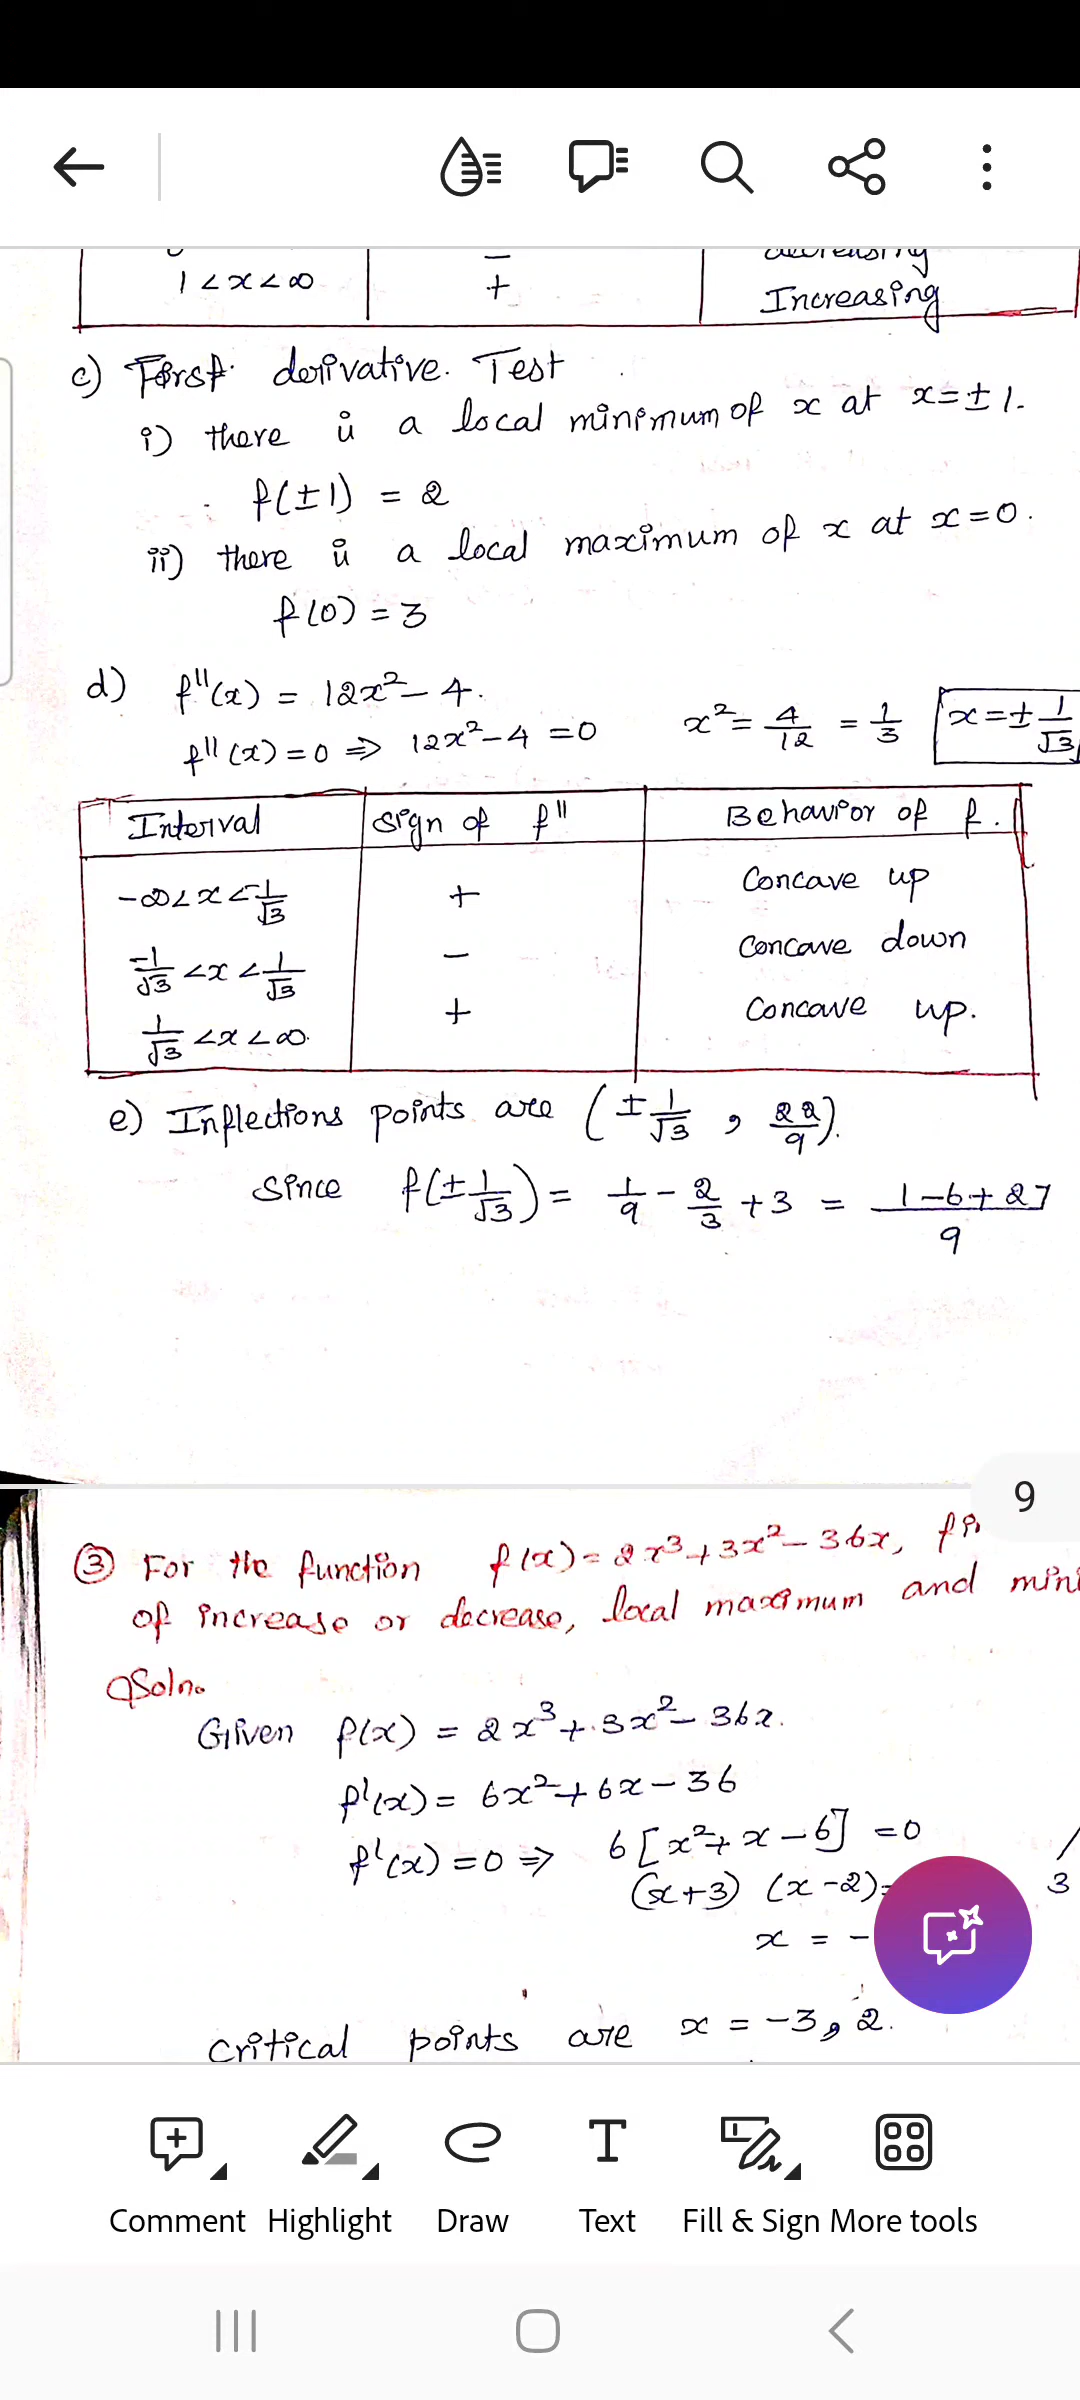 decreasing
1 < x < ∞ + Increasing
c) First derivative Test
i) there is a local minimum of x at x = ± 1.
f(±1) = 2
ii) there is a local maximum of x at x = 0.
f(0) = 3
d) f''(x) = 12x² - 4.
f''(x) = 0 ⇒ 12x² - 4 = 0 x² = 4/12 = 1/3 x = ± 1/√3
Interval sign of f'' Behavior of f.
-∞ < x < -1/√3 + Concave up
-1/√3 < x < 1/√3 - Concave down
1/√3 < x < ∞. + Concave up.
e) Inflections points are (± 1/√3 , 22/9).
Since f(± 1/√3) = 1/9 - 2/3 + 3 = 1-6+27/9
9
③ For the function f(x) = 2x³ + 3x² - 36x,
of increase or decrease, local maximum and mini
Soln.
Given f(x) = 2x³ + 3x² - 36x.
f'(x) = 6x² + 6x - 36
f'(x) = 0 ⇒ 6[x² + x - 6] = 0
(x+3) (x-2)= 3
x = -
Critical points are x = -3, 2.
Comment Highlight Draw Text Fill & Sign More tools